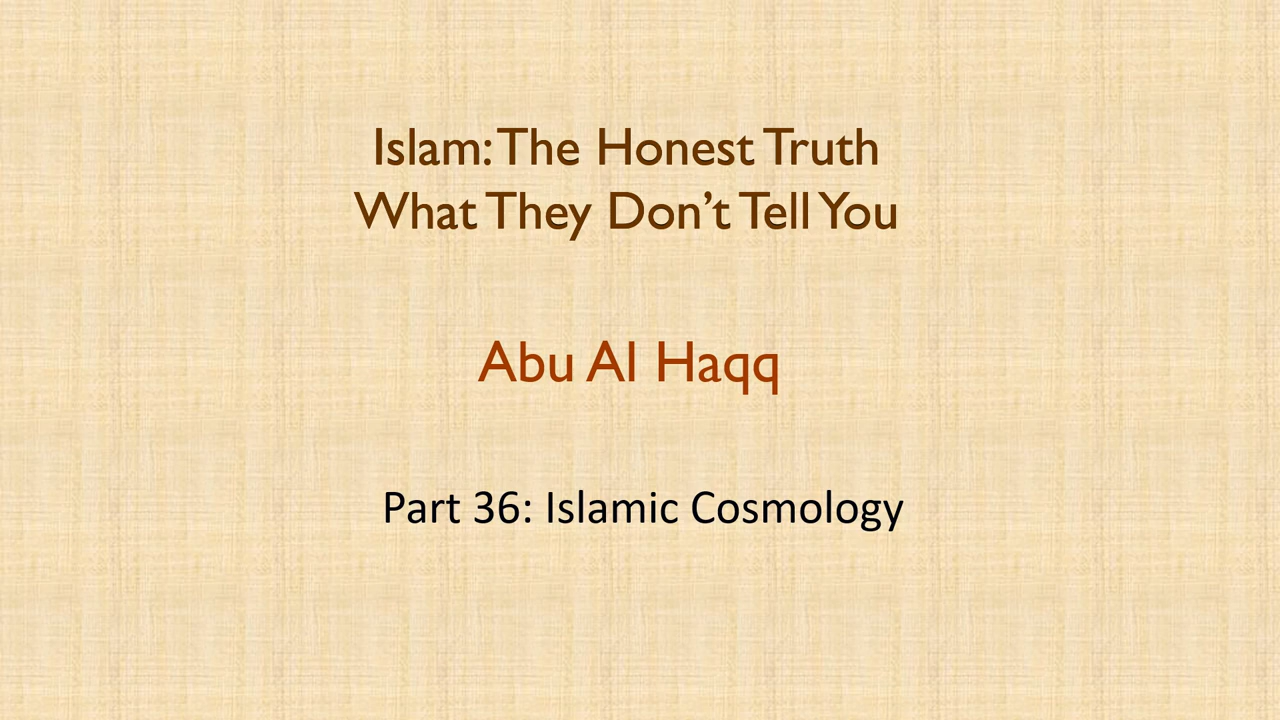 Islam: The Honest Truth
What They Don’t Tell You
Abu Al Haqq
Part 36: Islamic Cosmology